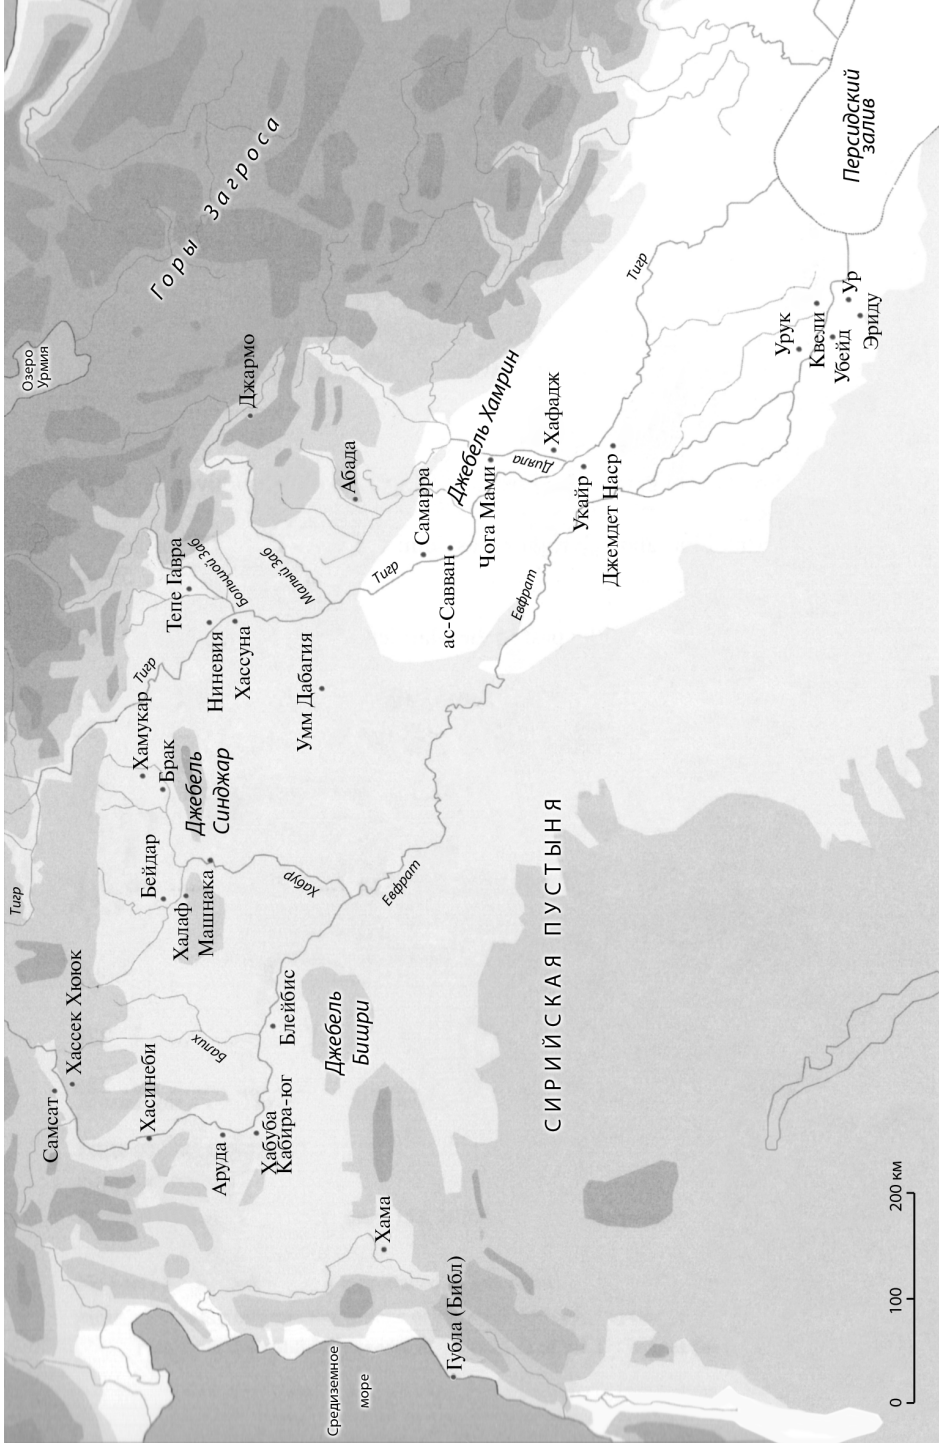 Озеро
Урмия
Горы Загроса
Тигр
Тигр
Хамукар
Брак
Джебель
Синджар
Тепе Гавра
Большой Заб
Ниневия
Хассуна
Малый Заб
Джармо
Абада
Умм Дабагия
Тигр
Самарра
ас-Савван
Джебель Хамрин
Чога Мами
Дияла
Хафадж
Укайр
Джемдет Наср
Евфрат
Тигр
Персидский
залив
Урук
Квели
Убейд
Ур
Эриду
Самсат
Хассек Хююк
Хасинеби
Балих
Аруда
Хабуба
Кабира-юг
Блейбис
Джебель
Бишри
Бейдар
Халаф
Машнака
Хабур
Евфрат
СИРИЙСКАЯ ПУСТЫНЯ
Хама
Губла (Библ)
Средиземное
море
0 100 200 км